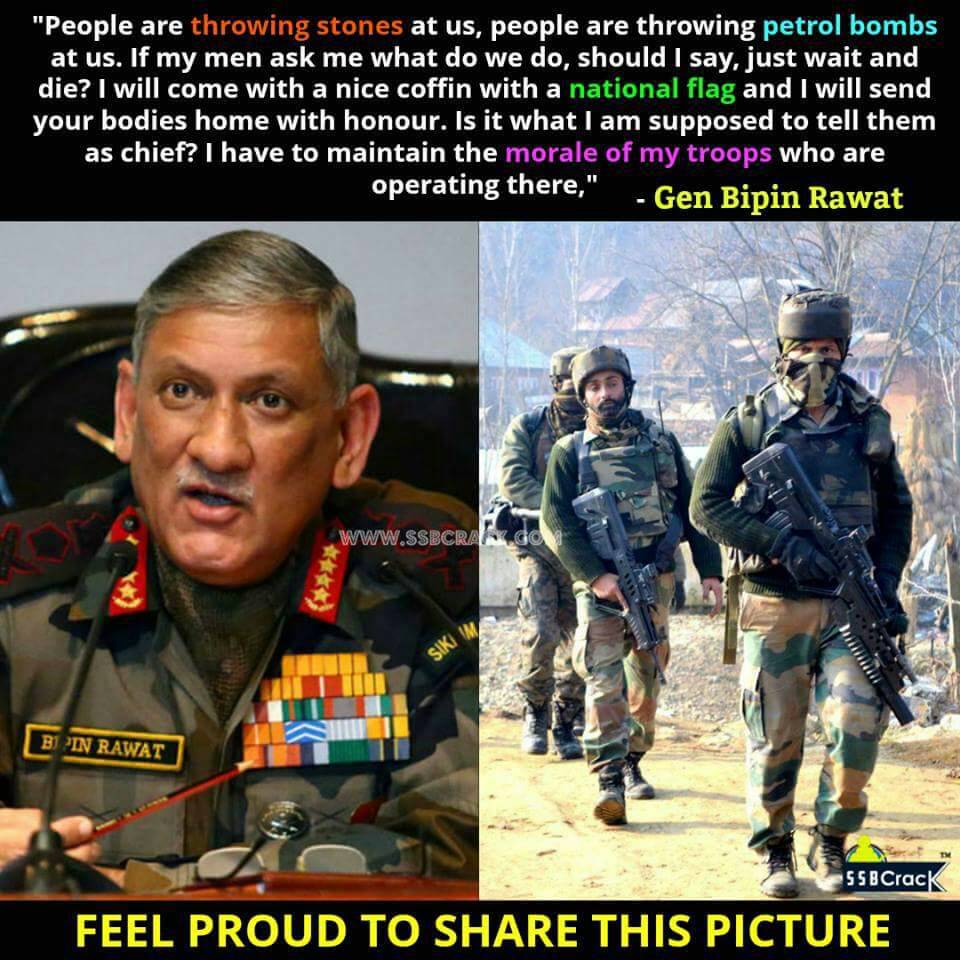 "People are throwing stones at us, people are throwing petrol bombs
at us. If my men ask me what do we do, should I say, just wait and
die? I will come with a nice coffin with a national flag and I will send
your bodies home with honour. Is it what I am supposed to tell them
as chief? I have to maintain the morale of my troops who are
operating there,"
- Gen Bipin Rawat
WWW.SSBCRACK.COM
BIPIN RAWAT
SSBCrack
TM
FEEL PROUD TO SHARE THIS PICTURE